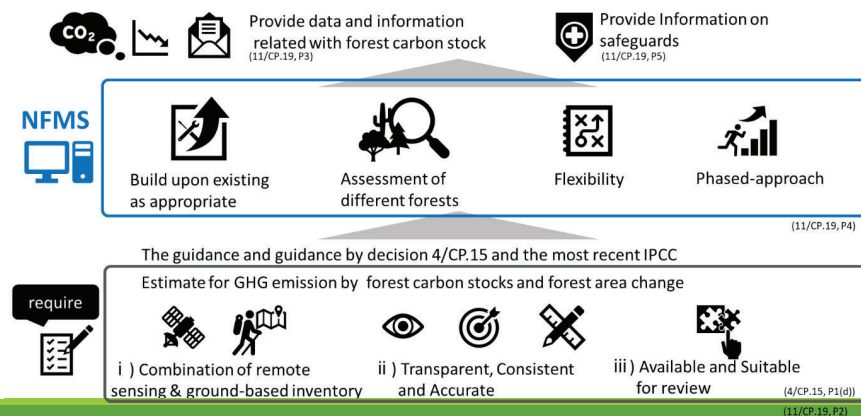 CO2
Provide data and information
related with forest carbon stock
(11/CP.19, P3)
Provide Information on
safeguards
(11/CP.19, P5)
NFMS
Build upon existing
as appropriate
Assessment of
different forests
Flexibility
Phased-approach
(11/CP.19, P4)
The guidance and guidance by decision 4/CP.15 and the most recent IPCC
Estimate for GHG emission by forest carbon stocks and forest area change
require
i ) Combination of remote
sensing & ground-based inventory
ii ) Transparent, Consistent
and Accurate
iii ) Available and Suitable
for review
(4/CP.15, P1(d))
(11/CP.19, P2)